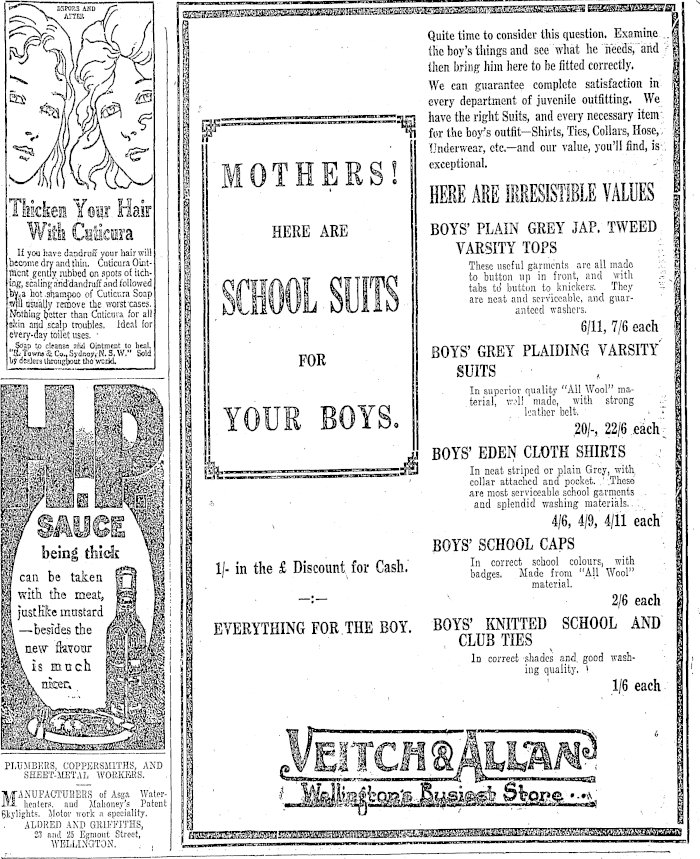 BEFORE AND
AFTER
Thicken Your Hair
With Cuticura
If you have dandruff your hair will
become dry and thin. Cuticura Oint-
ment gently rubbed on spots of itch-
ing, scaling and dandruff and followed
by a hot shampoo of Cuticura Soap
will usually remove the worst cases.
Nothing better than Cuticura for all
skin and scalp troubles. Ideal for
every-day toilet uses.
Soap to cleanse and Ointment to heal.
"R. Towns & Co., Sydney, N. S. W." Sold
by dealers throughout the world.
H.P.
SAUCE
being thick
can be taken
with the meat,
just like mustard
—besides the
new flavour
is much
nicer.
PLUMBERS, COPPERSMITHS, AND
SHEET-METAL WORKERS.
MANUFACTURERS of Asga Water-
heaters, and Mahoney's Patent
Skylights. Motor work a speciality.
ALDRED AND GRIFFITHS,
23 and 25 Egmont Street,
WELLINGTON.
MOTHERS!
HERE ARE
SCHOOL SUITS
FOR
YOUR BOYS.
1/- in the £ Discount for Cash.
—:—
EVERYTHING FOR THE BOY.
Quite time to consider this question. Examine
the boy's things and see what he needs, and
then bring him here to be fitted correctly.
We can guarantee complete satisfaction in
every department of juvenile outfitting. We
have the right Suits, and every necessary item
for the boy's outfit—Shirts, Ties, Collars, Hose,
Underwear, etc.—and our value, you'll find, is
exceptional.
HERE ARE IRRESISTIBLE VALUES
BOYS' PLAIN GREY JAP. TWEED
VARSITY TOPS
These useful garments are all made
to button up in front, and with
tabs to button to knickers. They
are neat and serviceable, and guar-
anteed washers.
6/11, 7/6 each
BOYS' GREY PLAIDING VARSITY
SUITS
In superior quality "All Wool" ma-
terial, well made, with strong
leather belt.
20/-, 22/6 each
BOYS' EDEN CLOTH SHIRTS
In neat striped or plain Grey, with
collar attached and pocket. These
are most serviceable school garments
and splendid washing materials.
4/6, 4/9, 4/11 each
BOYS' SCHOOL CAPS
In correct school colours, with
badges. Made from "All Wool"
material.
2/6 each
BOYS' KNITTED SCHOOL AND
CLUB TIES
In correct shades and good wash-
ing quality.
1/6 each
VEITCH & ALLAN
Wellington's Busiest Store